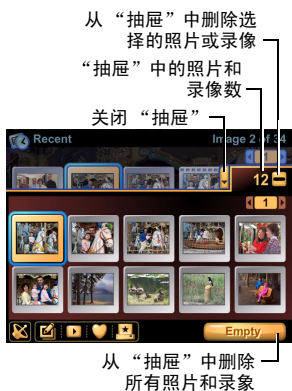 从 “抽屉”中删除选
择的照片或录像
“抽屉”中的照片和
录像数
关闭 “抽屉”
Recent
Image 2 of 34
1
12
1
Empty
从 “抽屉”中删除
所有照片和录象